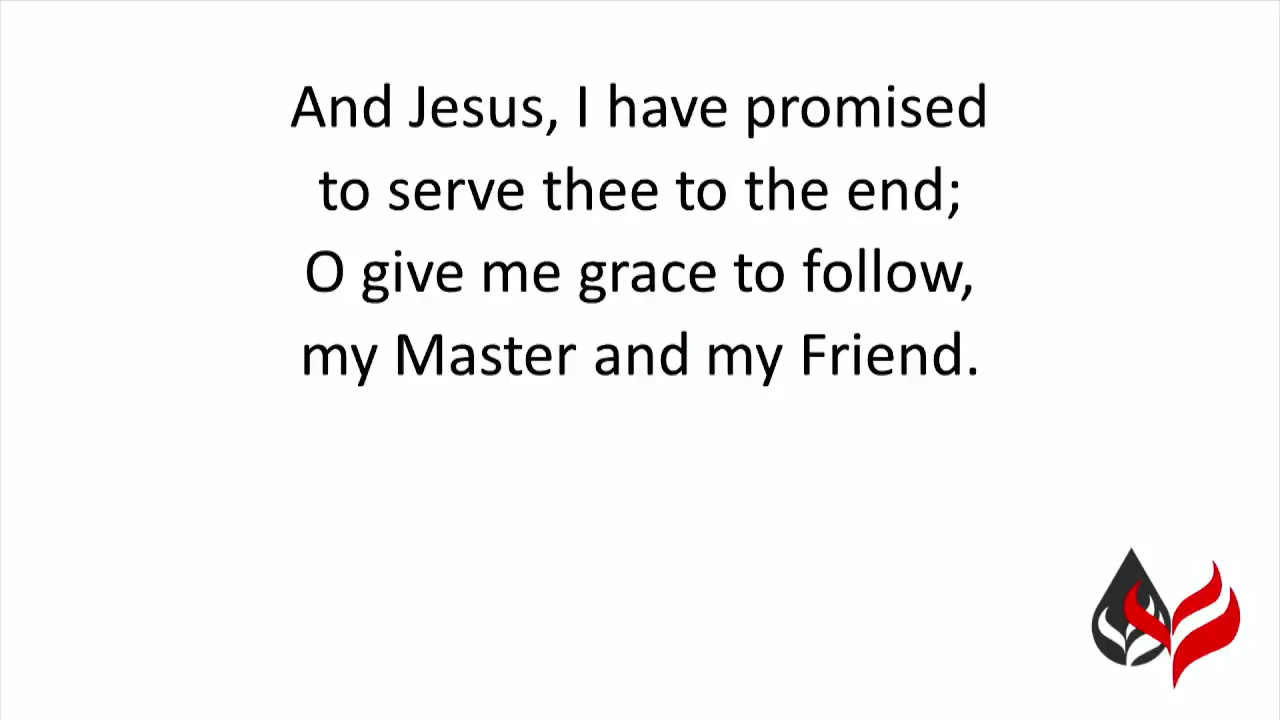 And Jesus, I have promised
to serve thee to the end;
O give me grace to follow,
my Master and my Friend.